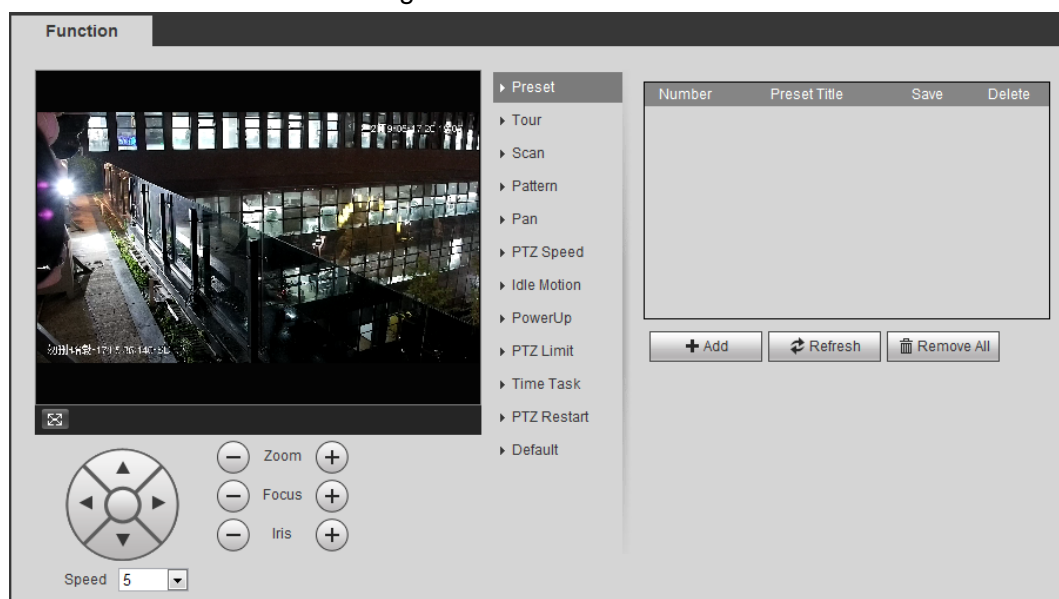 Function
Preset
Tour
Scan
Pattern
Pan
PTZ Speed
Idle Motion
PowerUp
PTZ Limit
Time Task
PTZ Restart
Default
Number Preset Title Save Delete
Add Refresh Remove All
Zoom
Focus
Iris
Speed 5